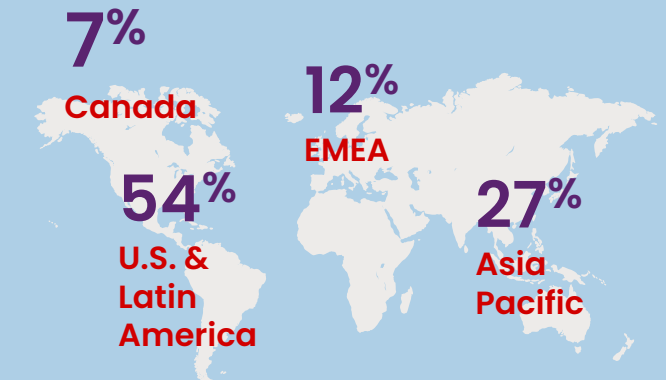 7%
Canada
12%
EMEA
54%
U.S. &
Latin
America
27%
Asia
Pacific